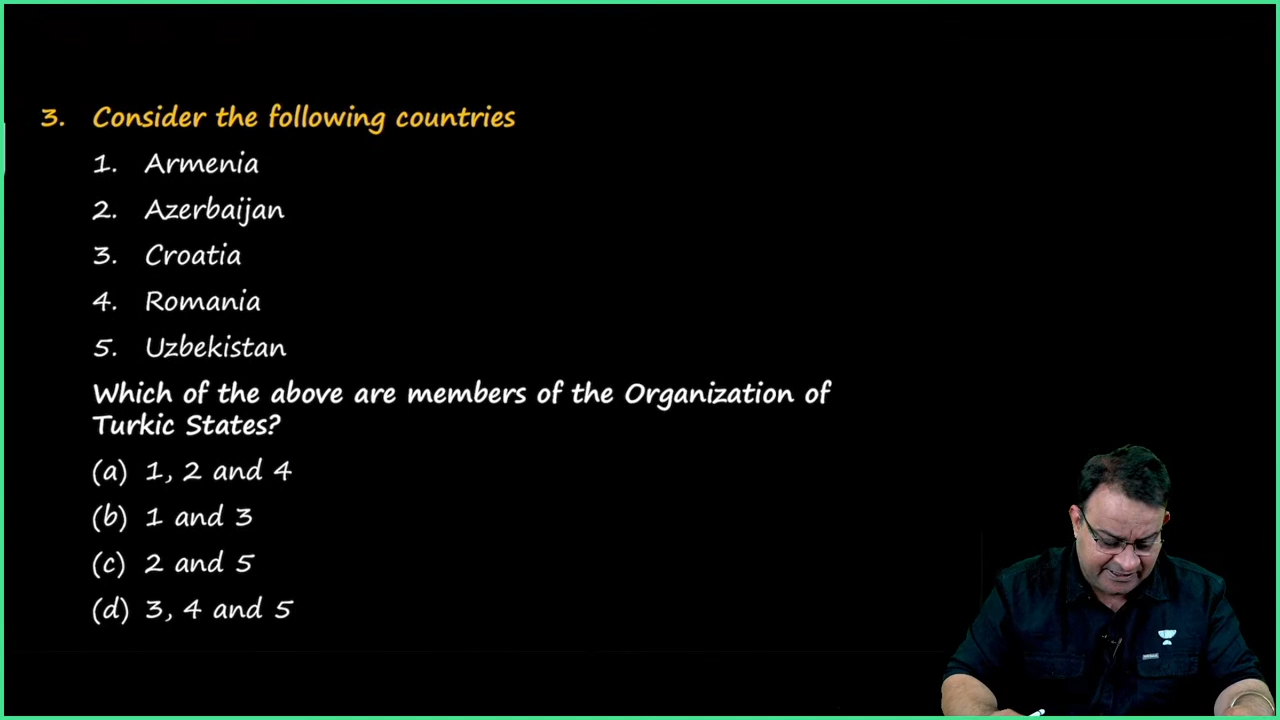 3. Consider the following countries
1. Armenia
2. Azerbaijan
3. Croatia
4. Romania
5. Uzbekistan
Which of the above are members of the Organization of
Turkic States?
(a) 1, 2 and 4
(b) 1 and 3
(c) 2 and 5
(d) 3, 4 and 5